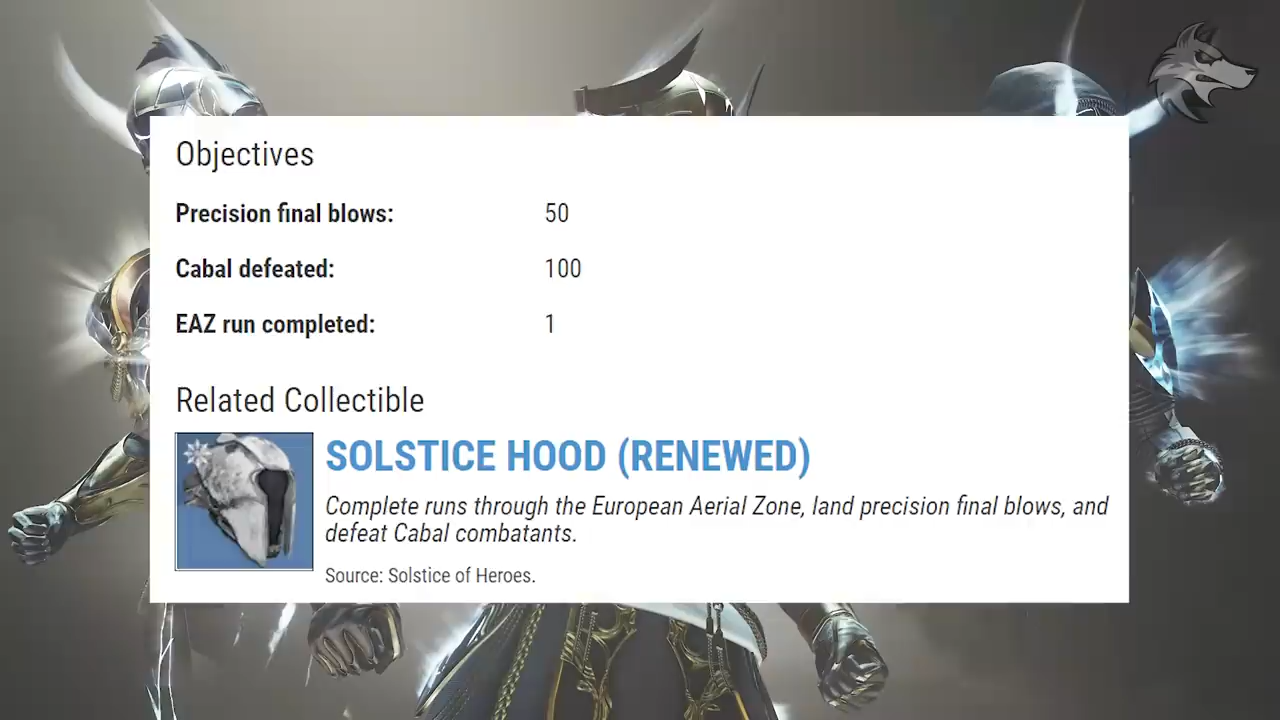 Objectives
Precision final blows: 50
Cabal defeated: 100
EAZ run completed: 1
Related Collectible
SOLSTICE HOOD (RENEWED)
Complete runs through the European Aerial Zone, land precision final blows, and
defeat Cabal combatants.
Source: Solstice of Heroes.